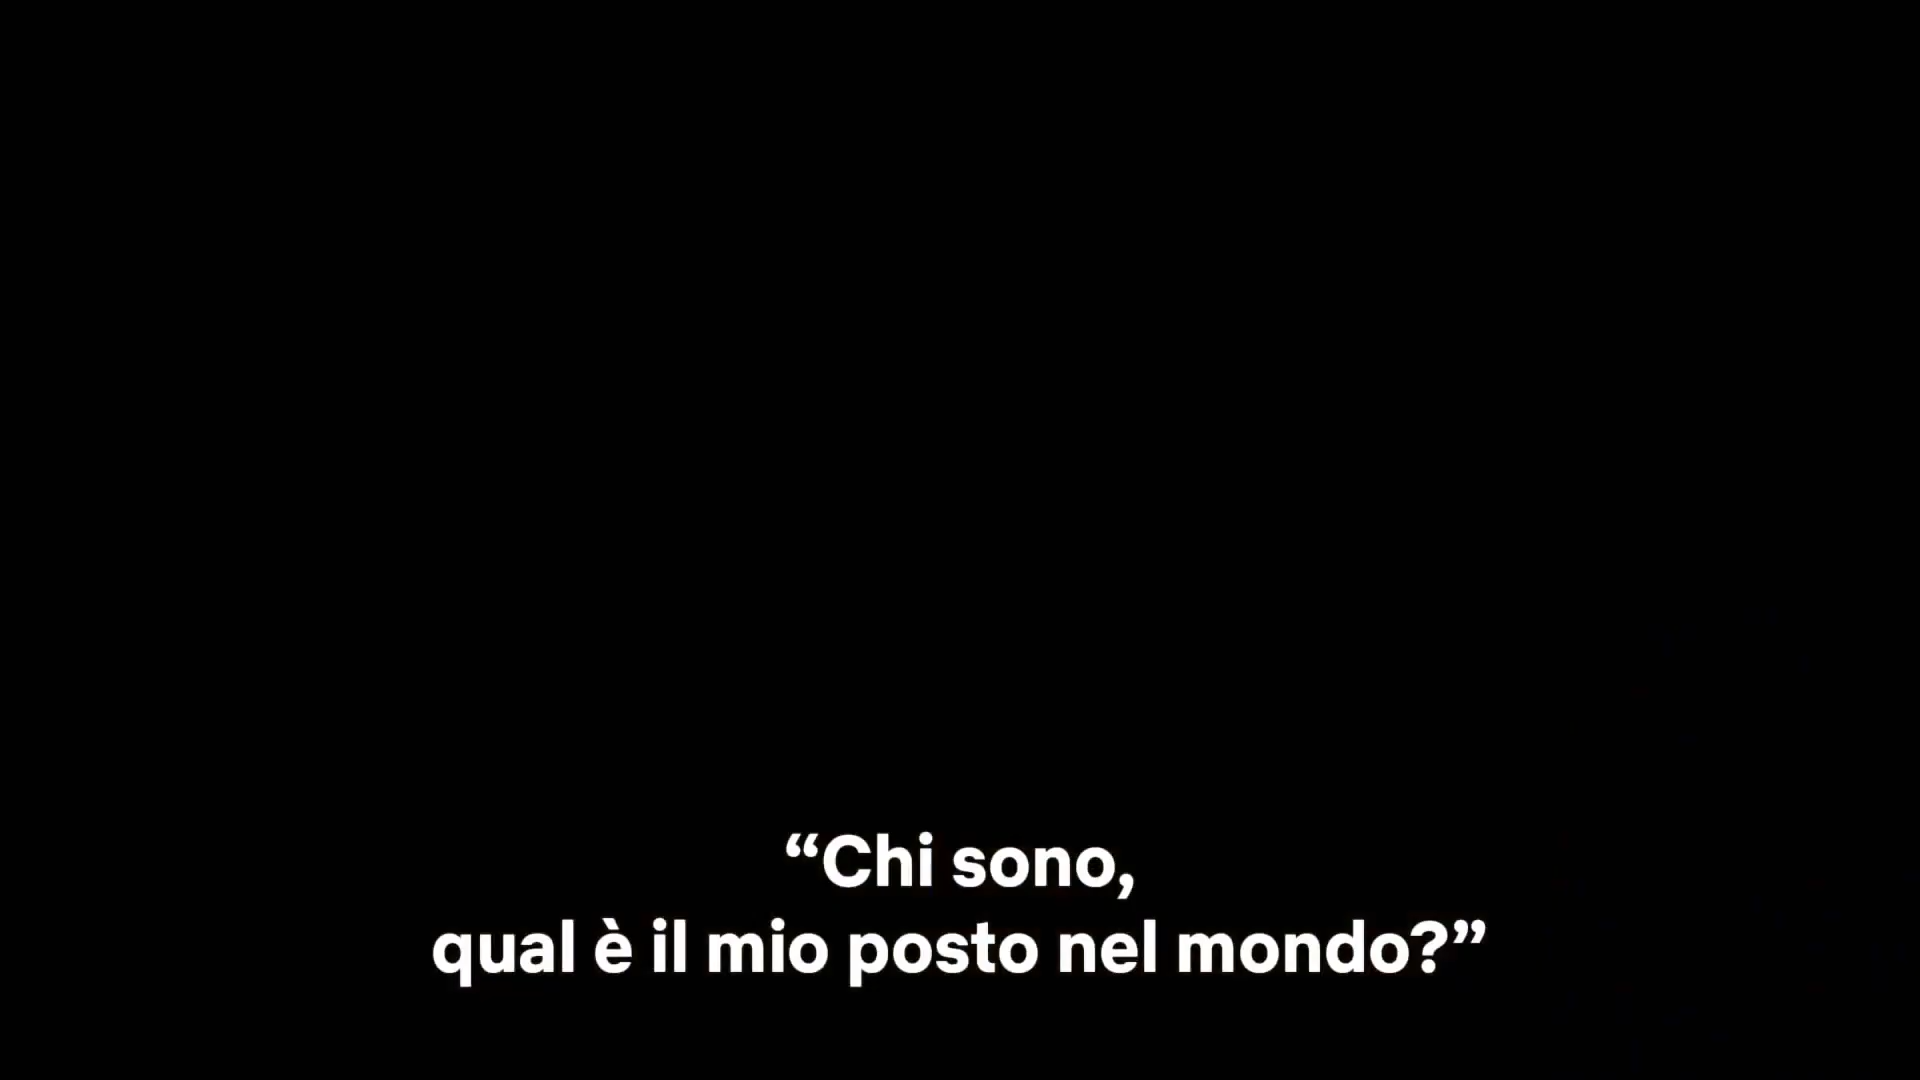 “Chi sono,
qual è il mio posto nel mondo?”